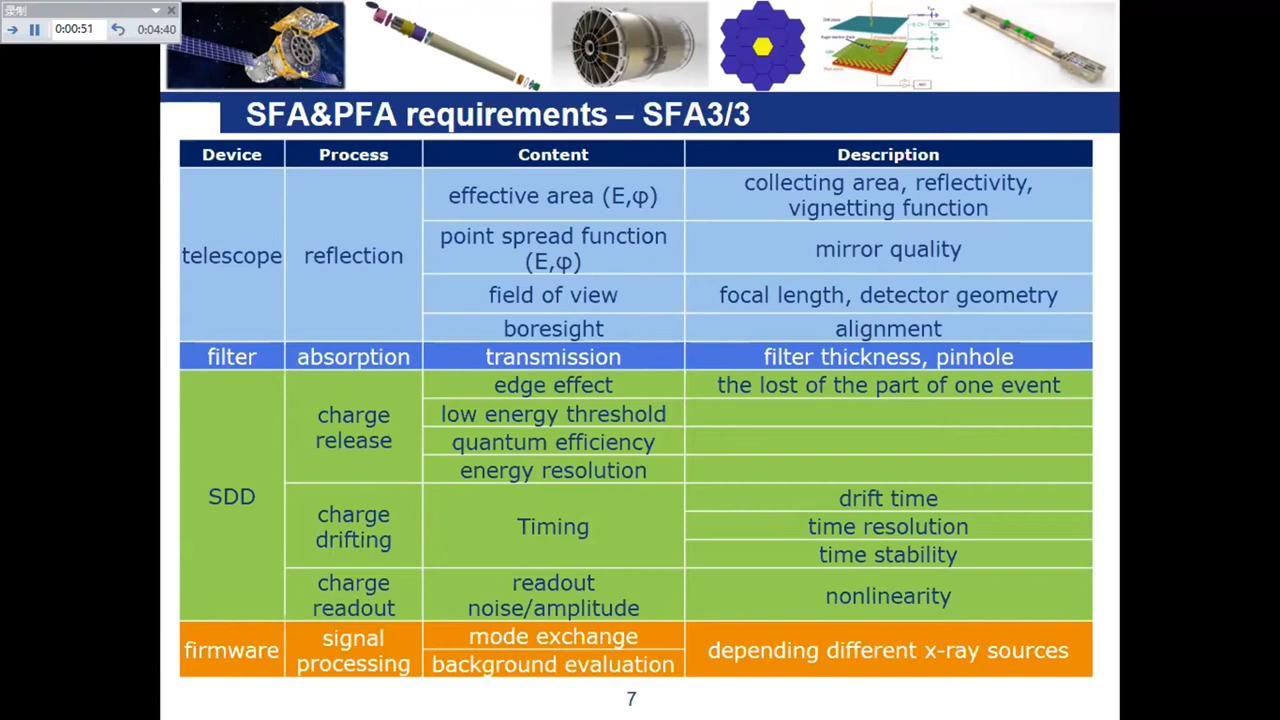 录制
0:00:51
0:04:40
SFA&PFA requirements – SFA3/3
Device Process Content Description
telescope
reflection
effective area (E,φ)
collecting area, reflectivity,
vignetting function
point spread function
(E,φ)
mirror quality
field of view
focal length, detector geometry
boresight
alignment
filter
absorption
transmission
filter thickness, pinhole
SDD
charge
release
edge effect
the lost of the part of one event
low energy threshold
quantum efficiency
energy resolution
charge
drifting
Timing
drift time
time resolution
time stability
charge
readout
readout
noise/amplitude
nonlinearity
firmware
signal
processing
mode exchange
background evaluation
depending different x-ray sources
7